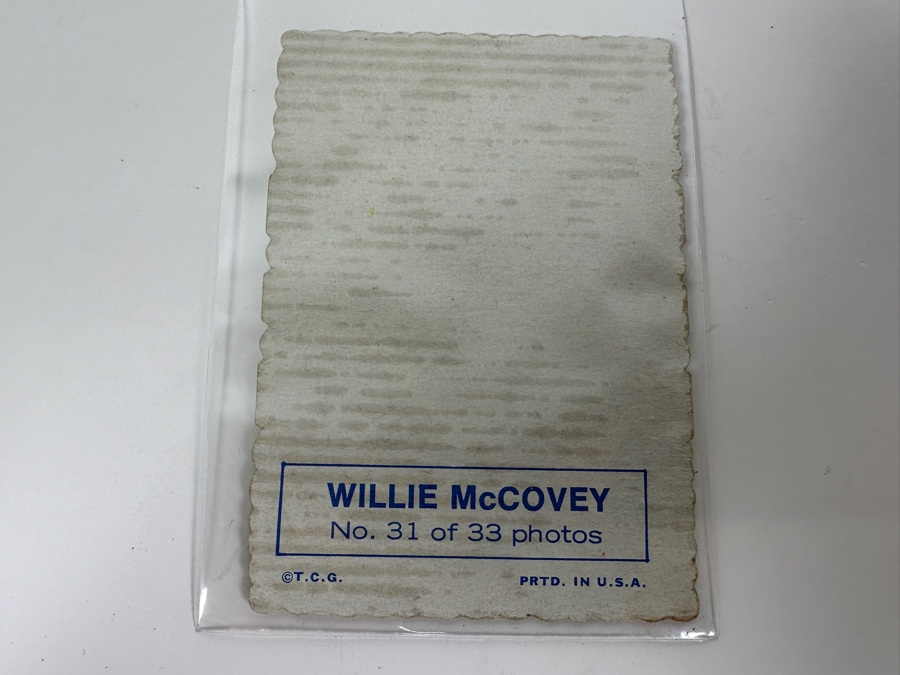 WILLIE McCOVEY
No. 31 of 33 photos
©T.C.G.
PRTD. IN U.S.A.